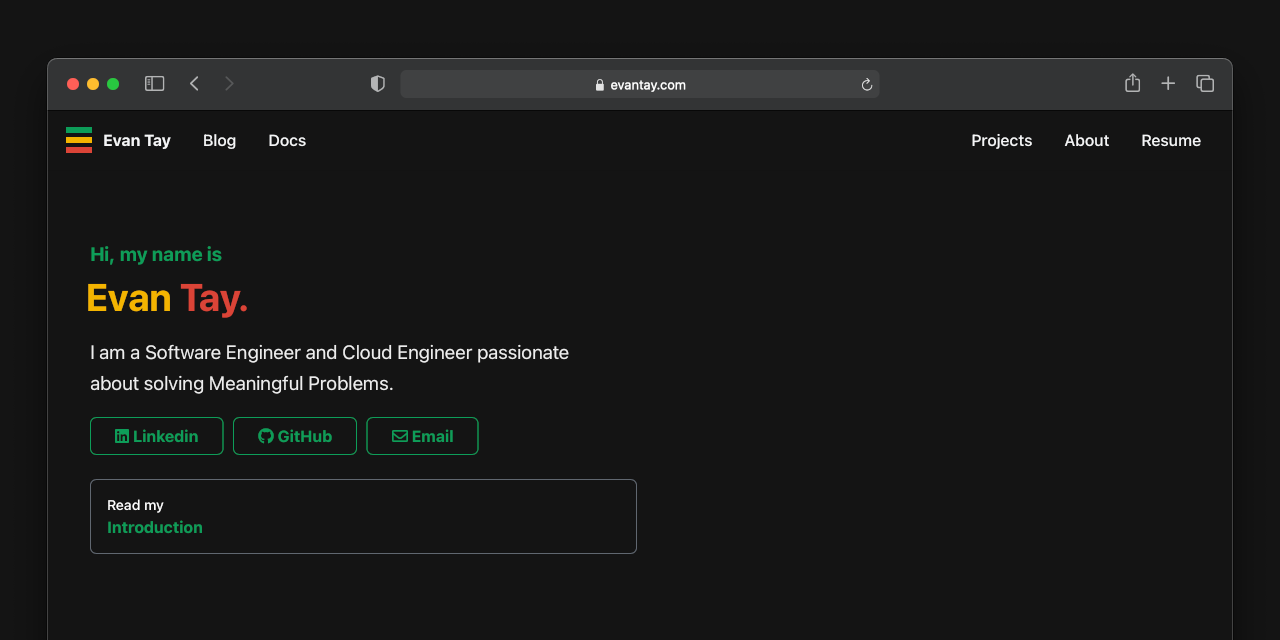 evantay.com
Evan Tay Blog Docs Projects About Resume
Hi, my name is
Evan Tay.
I am a Software Engineer and Cloud Engineer passionate
about solving Meaningful Problems.
Linkedin GitHub Email
Read my
Introduction